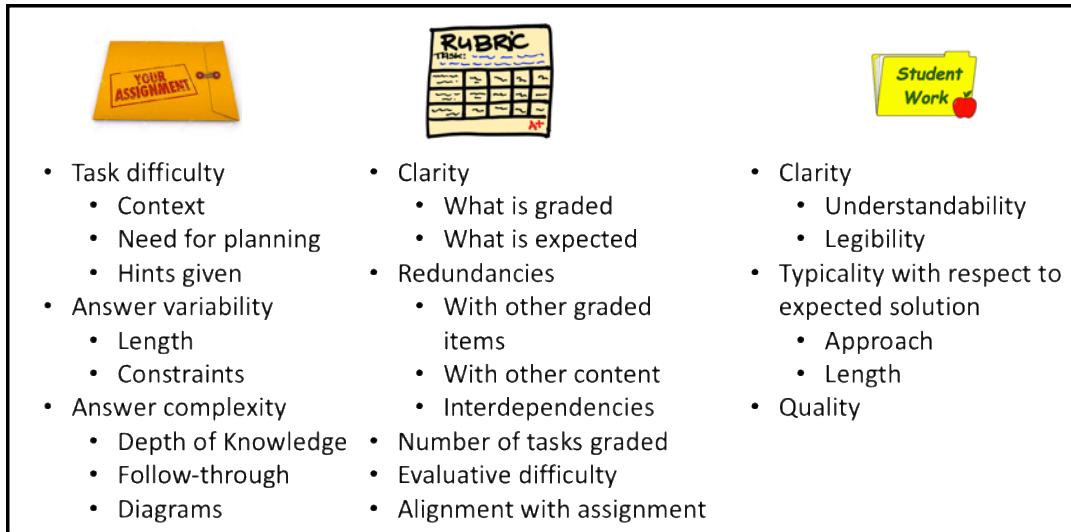 YOUR
ASSIGNMENT
• Task difficulty
• Context
• Need for planning
• Hints given
• Answer variability
• Length
• Constraints
• Answer complexity
• Depth of Knowledge
• Follow-through
• Diagrams
RUBRIC
TASK:
A+
• Clarity
• What is graded
• What is expected
• Redundancies
• With other graded
items
• With other content
• Interdependencies
• Number of tasks graded
• Evaluative difficulty
• Alignment with assignment
Student
Work
• Clarity
• Understandability
• Legibility
• Typicality with respect to
expected solution
• Approach
• Length
• Quality